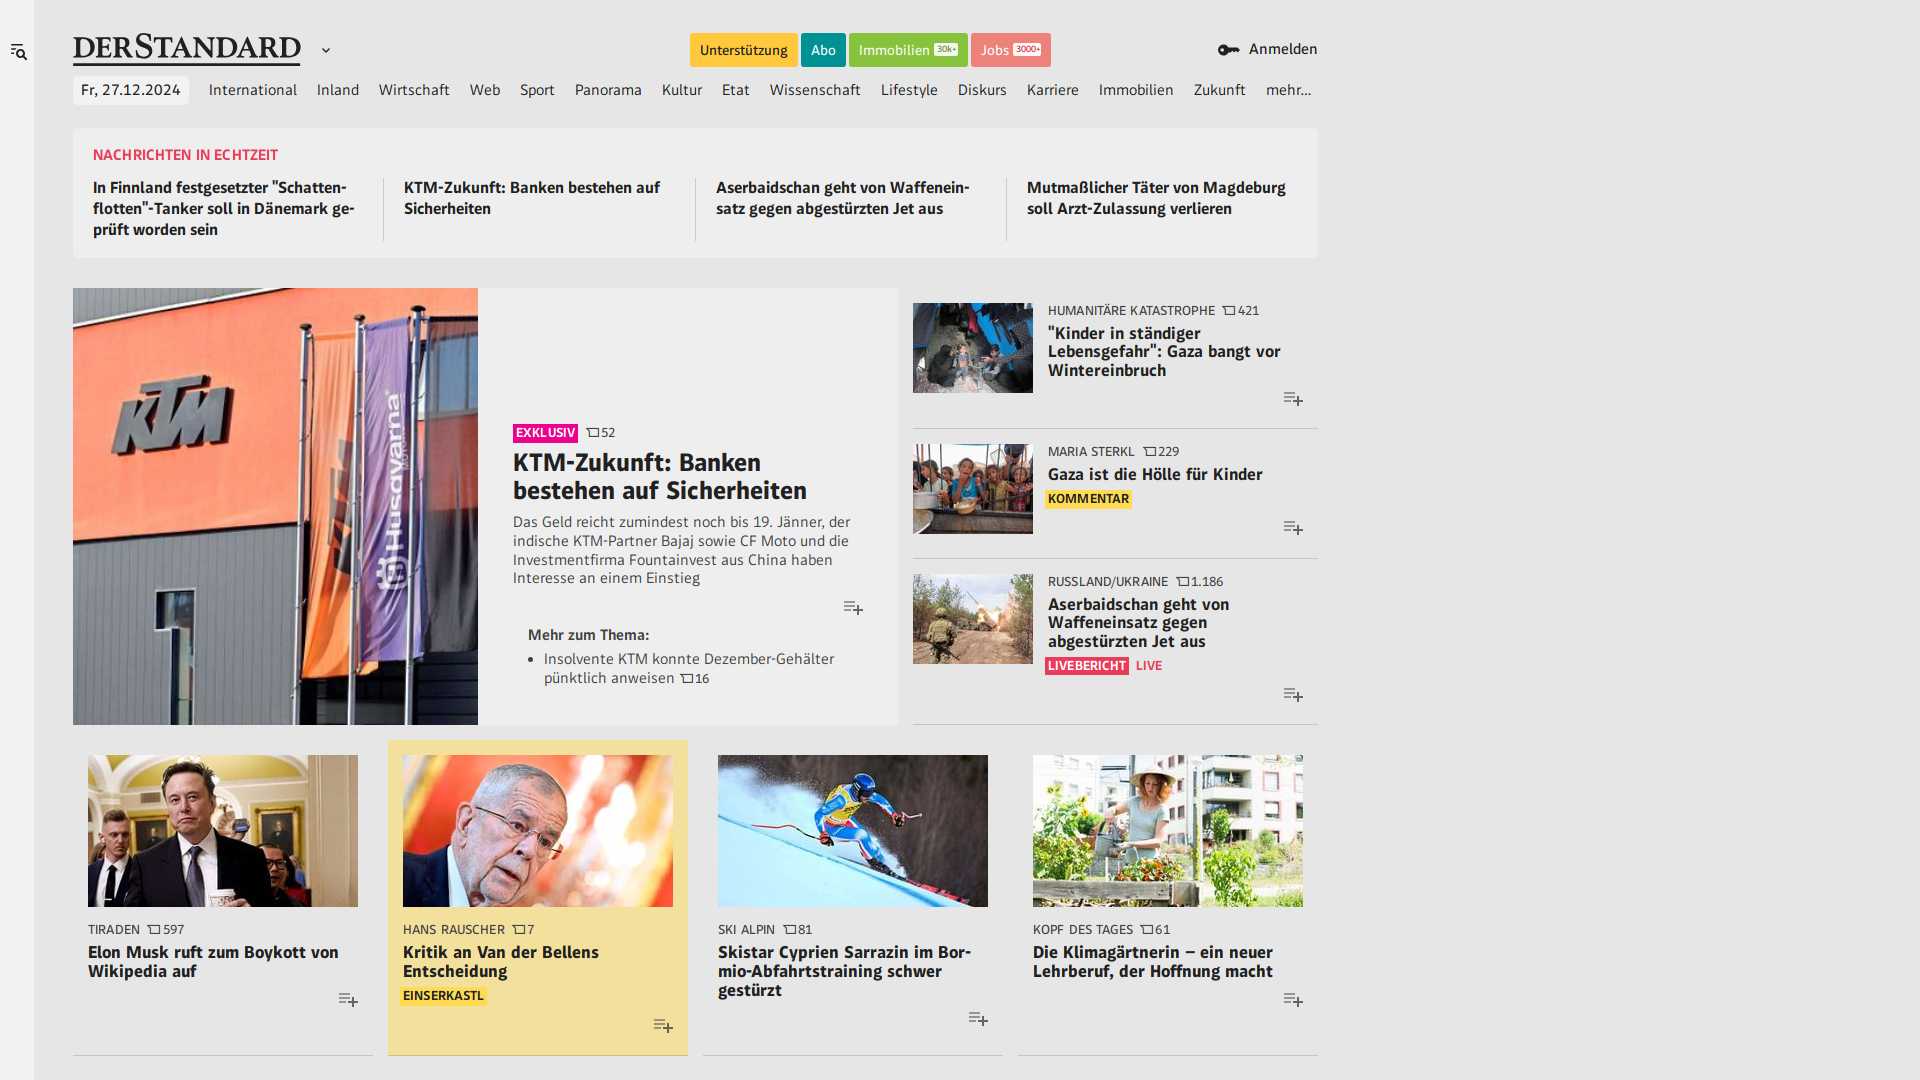 DERSTANDARD
Unterstützung
Abo
Immobilien 30k+
Jobs 3000+
Anmelden
Fr, 27.12.2024
International
Inland
Wirtschaft
Web
Sport
Panorama
Kultur
Etat
Wissenschaft
Lifestyle
Diskurs
Karriere
Immobilien
Zukunft
mehr...
NACHRICHTEN IN ECHTZEIT
In Finnland festgesetzter "Schatten-
flotten"-Tanker soll in Dänemark ge-
prüft worden sein
KTM-Zukunft: Banken bestehen auf
Sicherheiten
Aserbaidschan geht von Waffenein-
satz gegen abgestürzten Jet aus
Mutmaßlicher Täter von Magdeburg
soll Arzt-Zulassung verlieren
KTM
Husqvarna
EXKLUSIV 52
KTM-Zukunft: Banken
bestehen auf Sicherheiten
Das Geld reicht zumindest noch bis 19. Jänner, der
indische KTM-Partner Bajaj sowie CF Moto und die
Investmentfirma Fountainvest aus China haben
Interesse an einem Einstieg
Mehr zum Thema:
• Insolvente KTM konnte Dezember-Gehälter
pünktlich anweisen 16
HUMANITÄRE KATASTROPHE 421
"Kinder in ständiger
Lebensgefahr": Gaza bangt vor
Wintereinbruch
MARIA STERKL 229
Gaza ist die Hölle für Kinder
KOMMENTAR
RUSSLAND/UKRAINE 1.186
Aserbaidschan geht von
Waffeneinsatz gegen
abgestürzten Jet aus
LIVEBERICHT LIVE
TIRADEN 597
Elon Musk ruft zum Boykott von
Wikipedia auf
HANS RAUSCHER 7
Kritik an Van der Bellens
Entscheidung
EINSERKASTL
SKI ALPIN 81
Skistar Cyprien Sarrazin im Bor-
mio-Abfahrtstraining schwer
gestürzt
KOPF DES TAGES 61
Die Klimagärtnerin – ein neuer
Lehrberuf, der Hoffnung macht